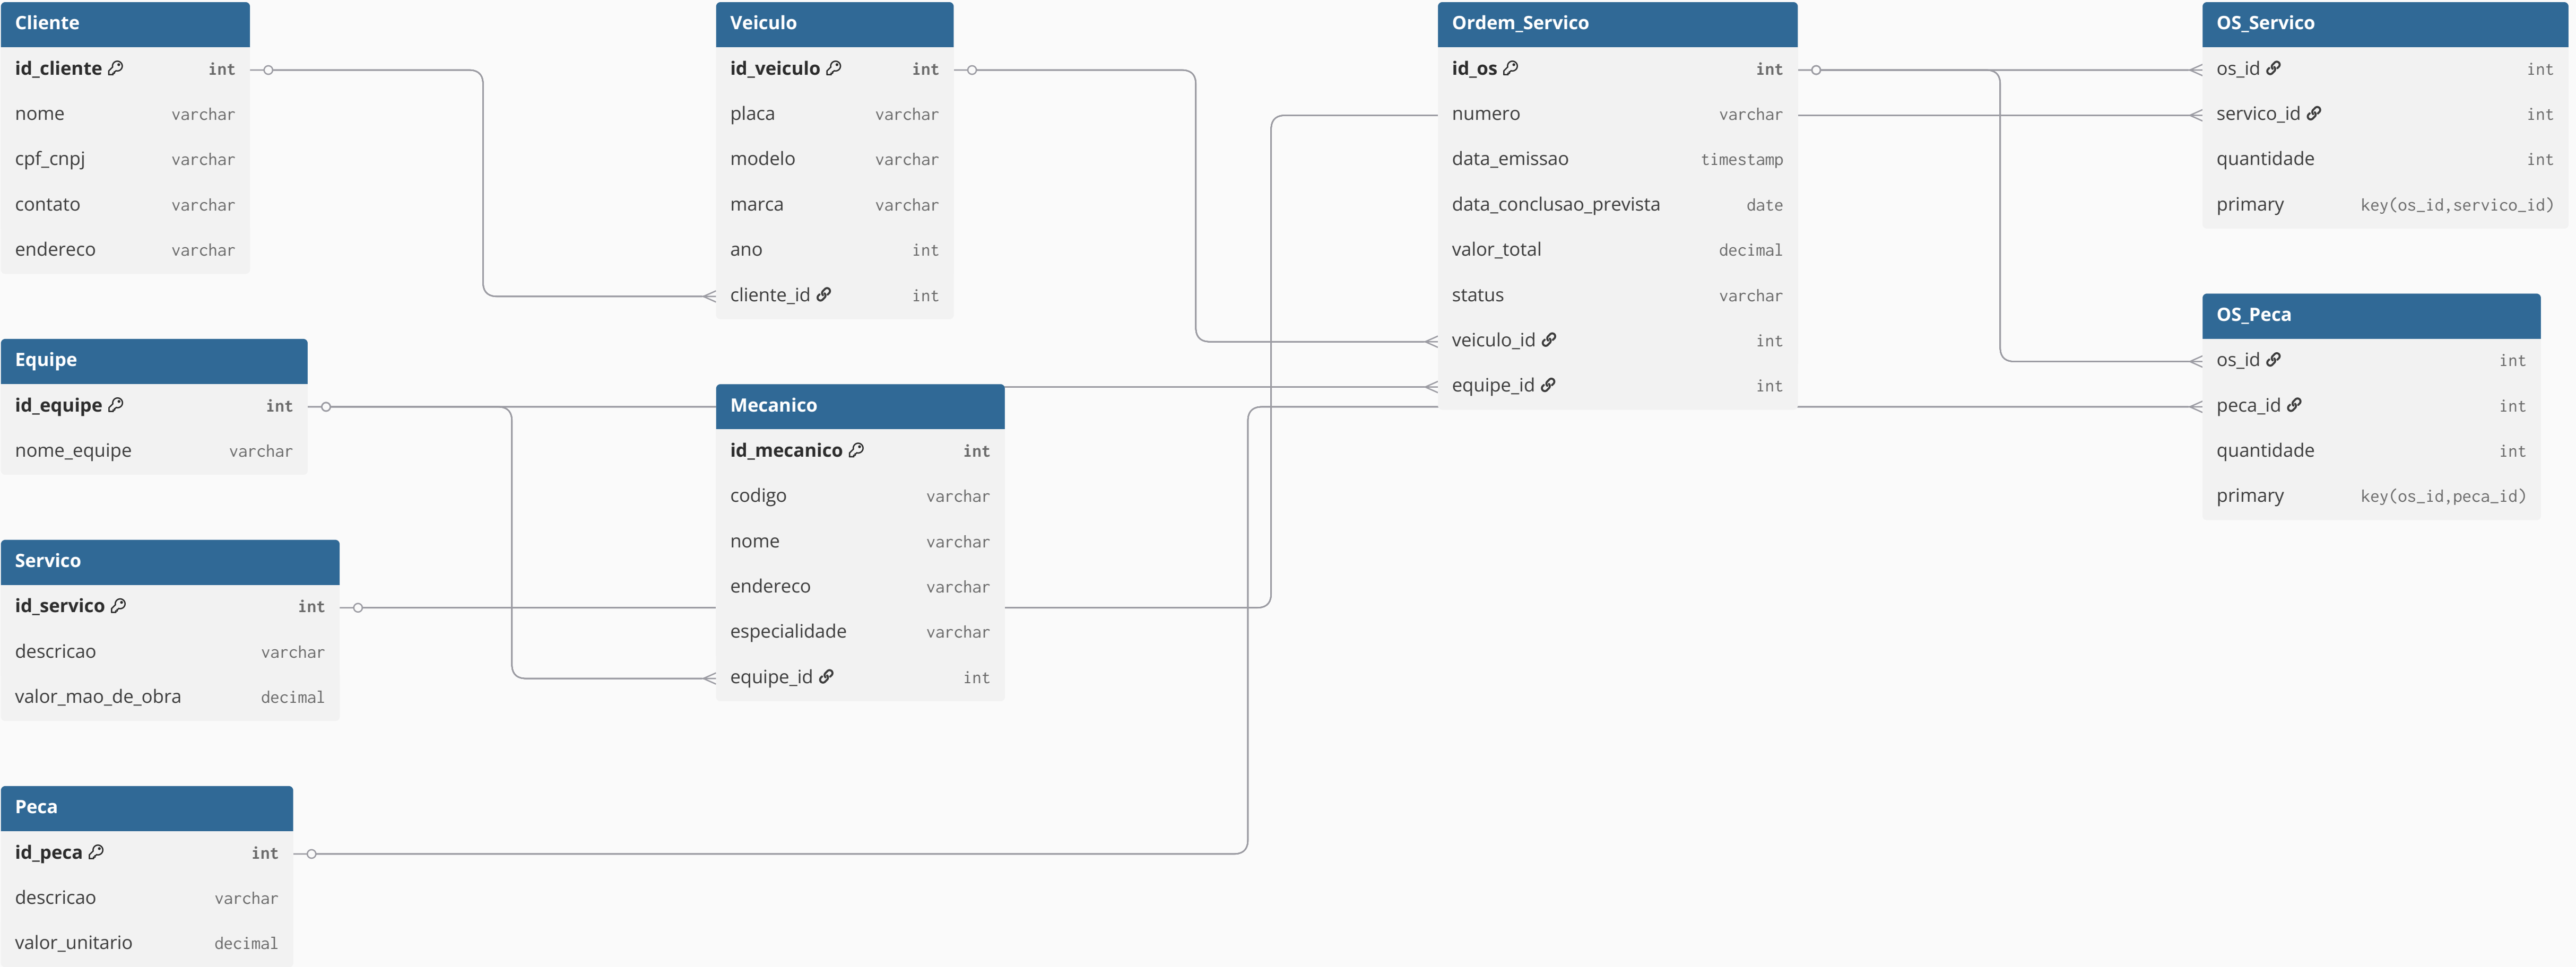 Cliente
id_cliente int
nome varchar
cpf_cnpj varchar
contato varchar
endereco varchar
Equipe
id_equipe int
nome_equipe varchar
Servico
id_servico int
descricao varchar
valor_mao_de_obra decimal
Peca
id_peca int
descricao varchar
valor_unitario decimal
Veiculo
id_veiculo int
placa varchar
modelo varchar
marca varchar
ano int
cliente_id int
Mecanico
id_mecanico int
codigo varchar
nome varchar
endereco varchar
especialidade varchar
equipe_id int
Ordem_Servico
id_os int
numero varchar
data_emissao timestamp
data_conclusao_prevista date
valor_total decimal
status varchar
veiculo_id int
equipe_id int
OS_Servico
os_id int
servico_id int
quantidade int
primary key(os_id,servico_id)
OS_Peca
os_id int
peca_id int
quantidade int
primary key(os_id,peca_id)